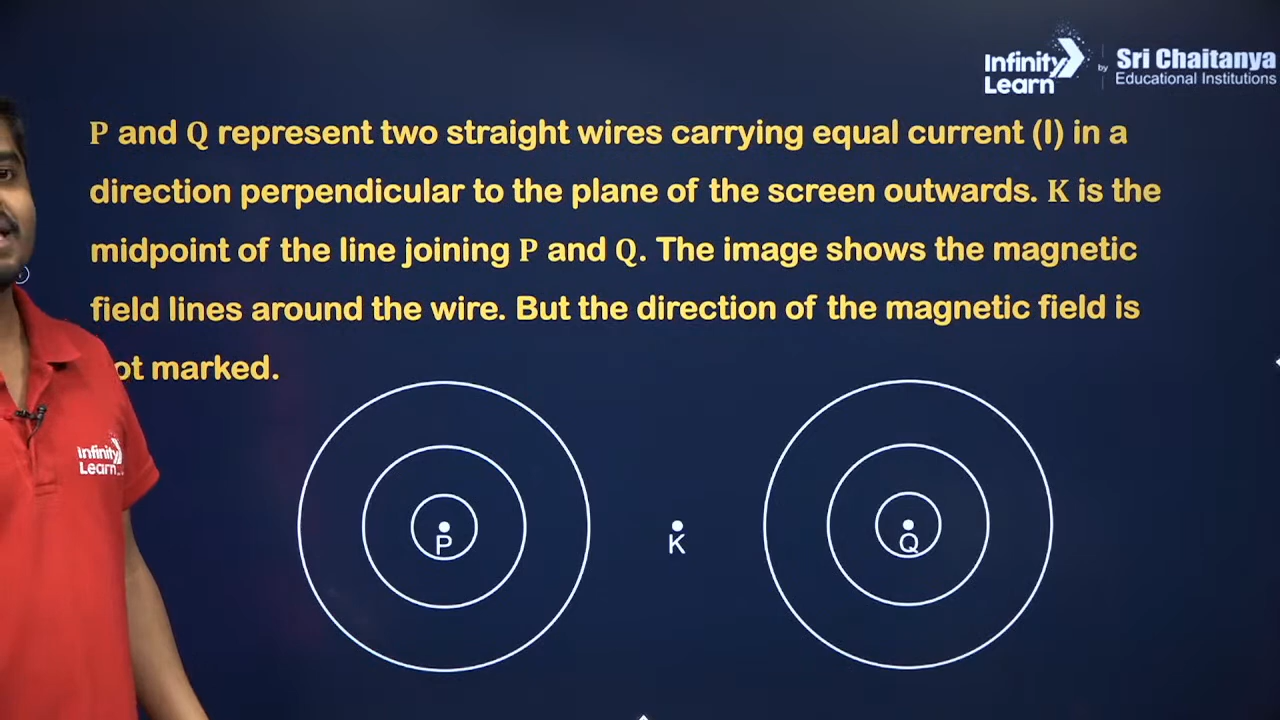 Infinity
Learn
by
Sri Chaitanya
Educational Institutions
P and Q represent two straight wires carrying equal current (I) in a
direction perpendicular to the plane of the screen outwards. K is the
midpoint of the line joining P and Q. The image shows the magnetic
field lines around the wire. But the direction of the magnetic field is
ot marked.
P
K
Q
Infinity
Learn